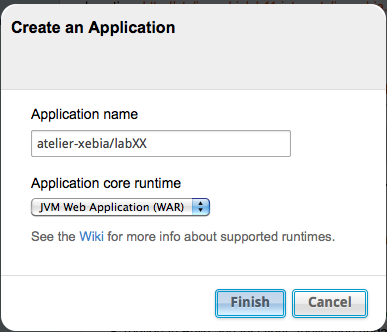 Create an Application
Application name
atelier-xebia/labXX
Application core runtime
JVM Web Application (WAR)
See the Wiki for more info about supported runtimes.
Finish Cancel